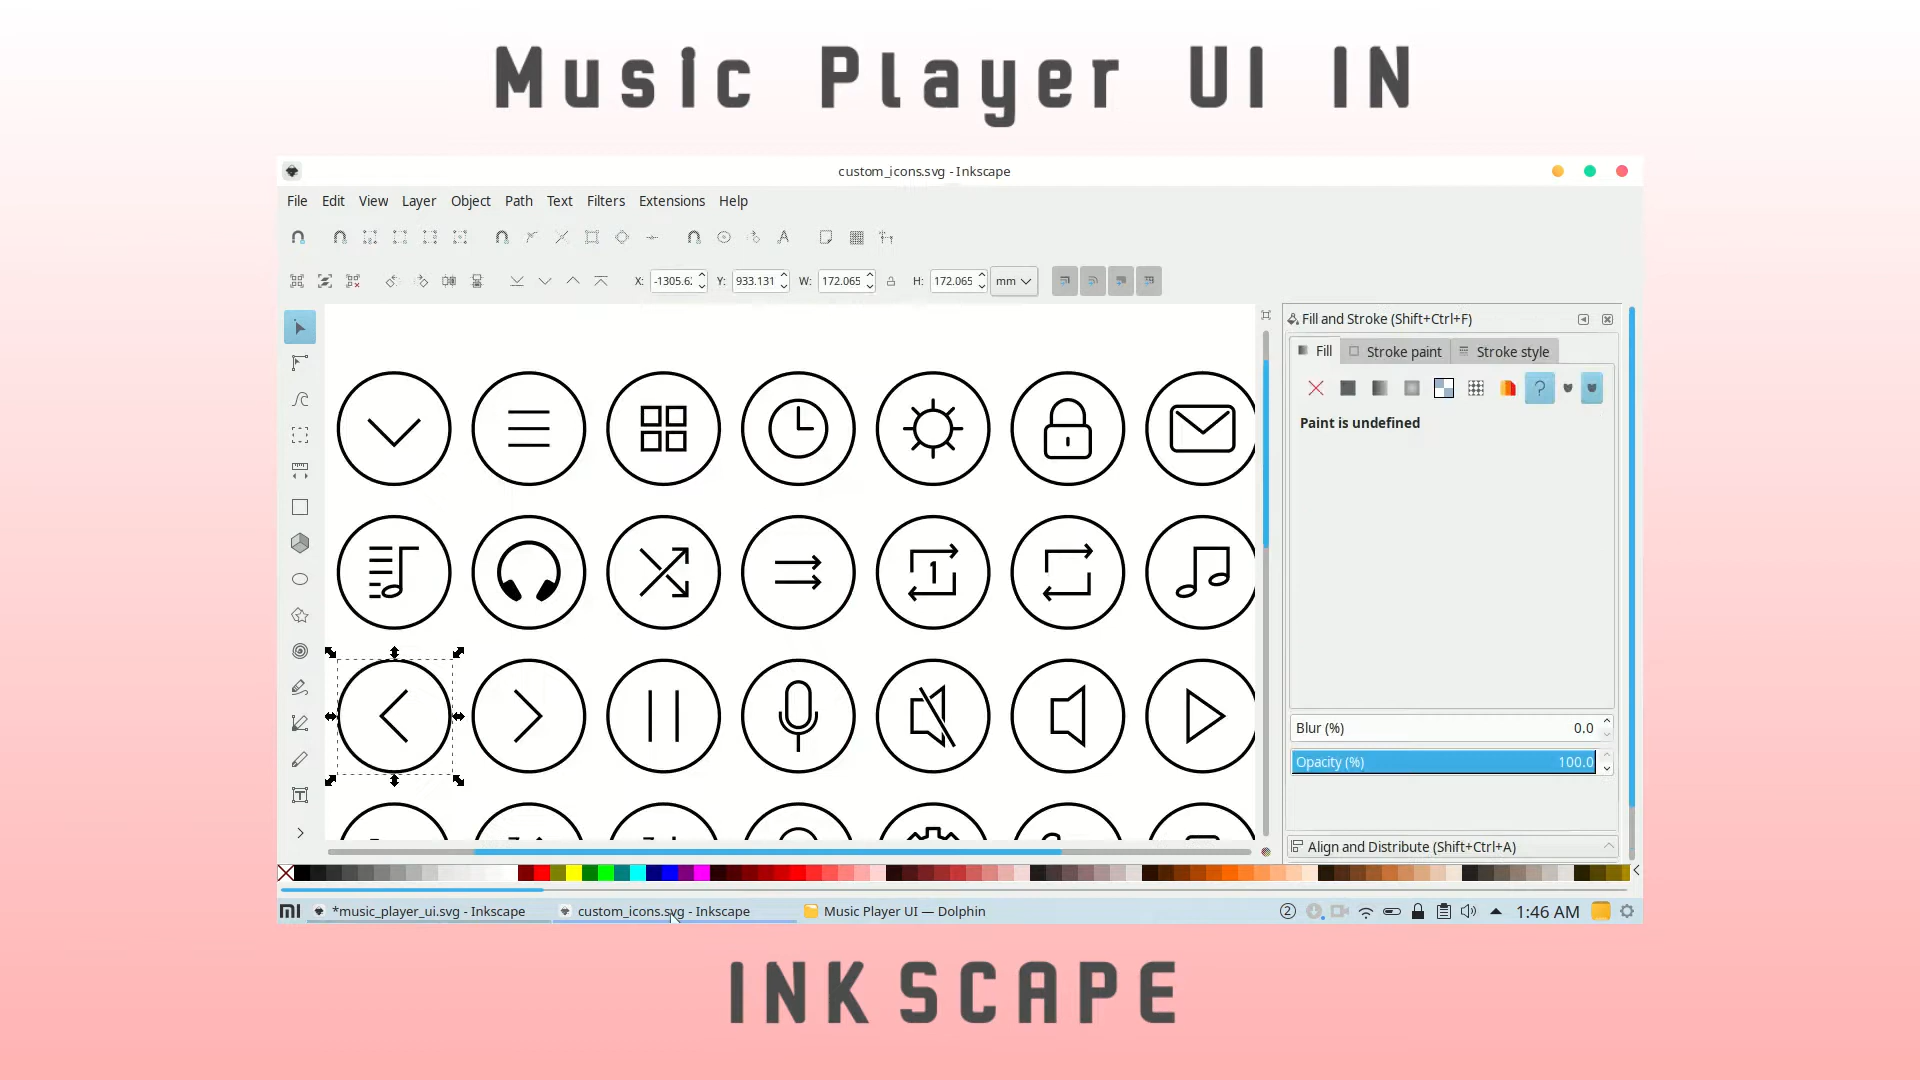 Music Player UI IN
custom_icons.svg - Inkscape
File Edit View Layer Object Path Text Filters Extensions Help
X: -1305.6 Y: 933.131 W: 172.065 H: 172.065 mm
Fill and Stroke (Shift+Ctrl+F)
Fill Stroke paint Stroke style
Paint is undefined
1
Blur (%) 0.0
Opacity (%) 100.0
Align and Distribute (Shift+Ctrl+A)
*music_player_ui.svg - Inkscape custom_icons.svg - Inkscape Music Player UI — Dolphin 2 1:46 AM
INKSCAPE